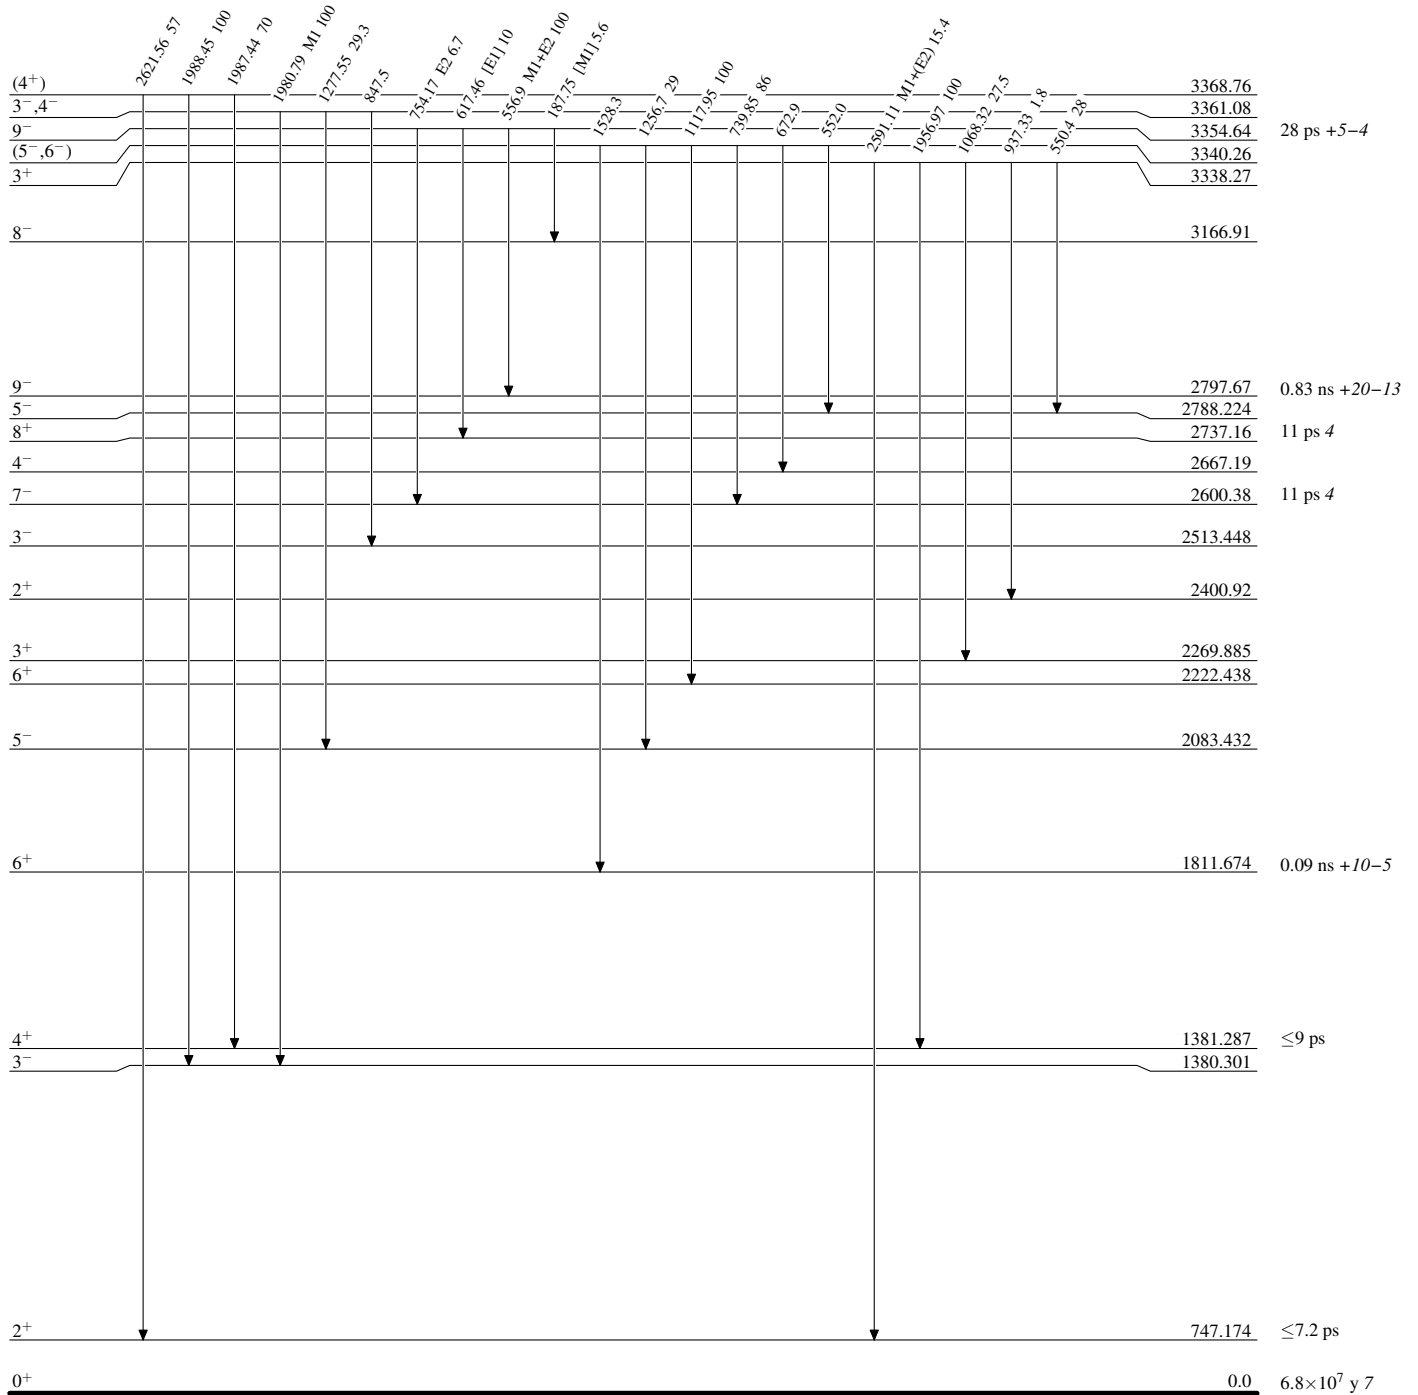 2621.56 57
1988.45 100
1987.44 70
1980.79 M1 100
1277.55 29.3
847.5
754.17 E2 6.7
617.46 [E1] 10
556.9 M1+E2 100
187.75 [M1] 5.6
1528.3
1256.7 29
1117.95 100
739.85 86
672.9
552.0
2591.11 M1+(E2) 15.4
1956.97 100
1068.32 27.5
937.33 1.8
550.4 28
(4⁺) 3368.76
3⁻,4⁻ 3361.08
9⁻ 3354.64 28 ps +5−4
(5⁻,6⁻) 3340.26
3⁺ 3338.27
8⁻ 3166.91
9⁻ 2797.67 0.83 ns +20−13
5⁻ 2788.224
8⁺ 2737.16 11 ps 4
4⁻ 2667.19
7⁻ 2600.38 11 ps 4
3⁻ 2513.448
2⁺ 2400.92
3⁺ 2269.885
6⁺ 2222.438
5⁻ 2083.432
6⁺ 1811.674 0.09 ns +10−5
4⁺ 1381.287 ≤9 ps
3⁻ 1380.301
2⁺ 747.174 ≤7.2 ps
0⁺ 0.0 6.8×10⁷ y 7